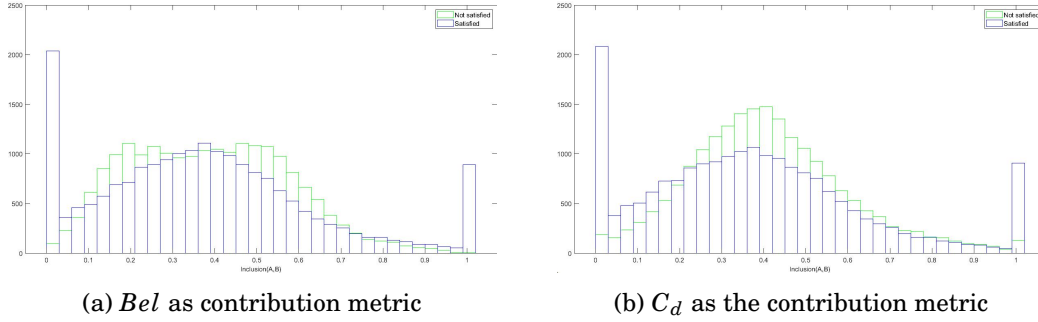 2500
2000
1500
1000
500
0
0 0.1 0.2 0.3 0.4 0.5 0.6 0.7 0.8 0.9 1
Inclusion(A,B)
Not satisfied
Satisfied
(a) Bel as contribution metric
2500
2000
1500
1000
500
0
0 0.1 0.2 0.3 0.4 0.5 0.6 0.7 0.8 0.9 1
Inclusion(A,B)
Not satisfied
Satisfied
(b) C_d as the contribution metric